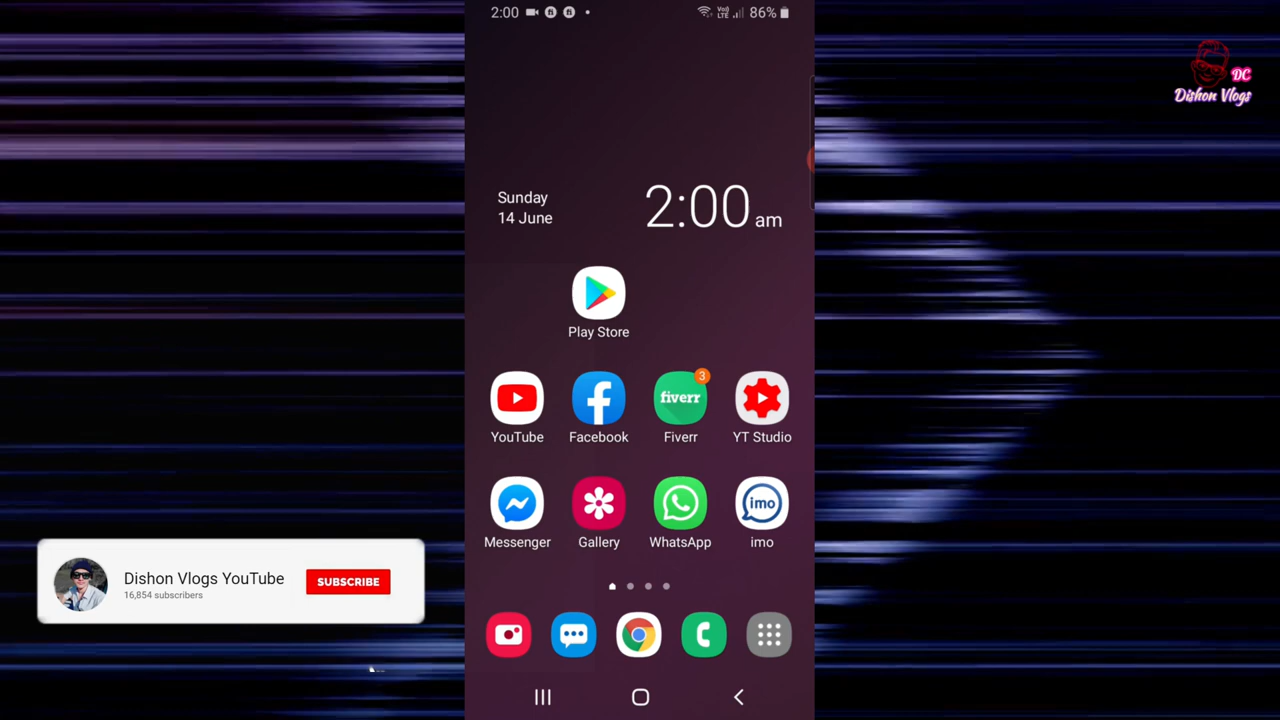 2:00
VoLTE
86%
DC
Dishon Vlogs
Sunday
14 June
2:00 am
Play Store
3
fiverr
YouTube
Facebook
Fiverr
YT Studio
imo
Messenger
Gallery
WhatsApp
imo
Dishon Vlogs YouTube
16,854 subscribers
SUBSCRIBE